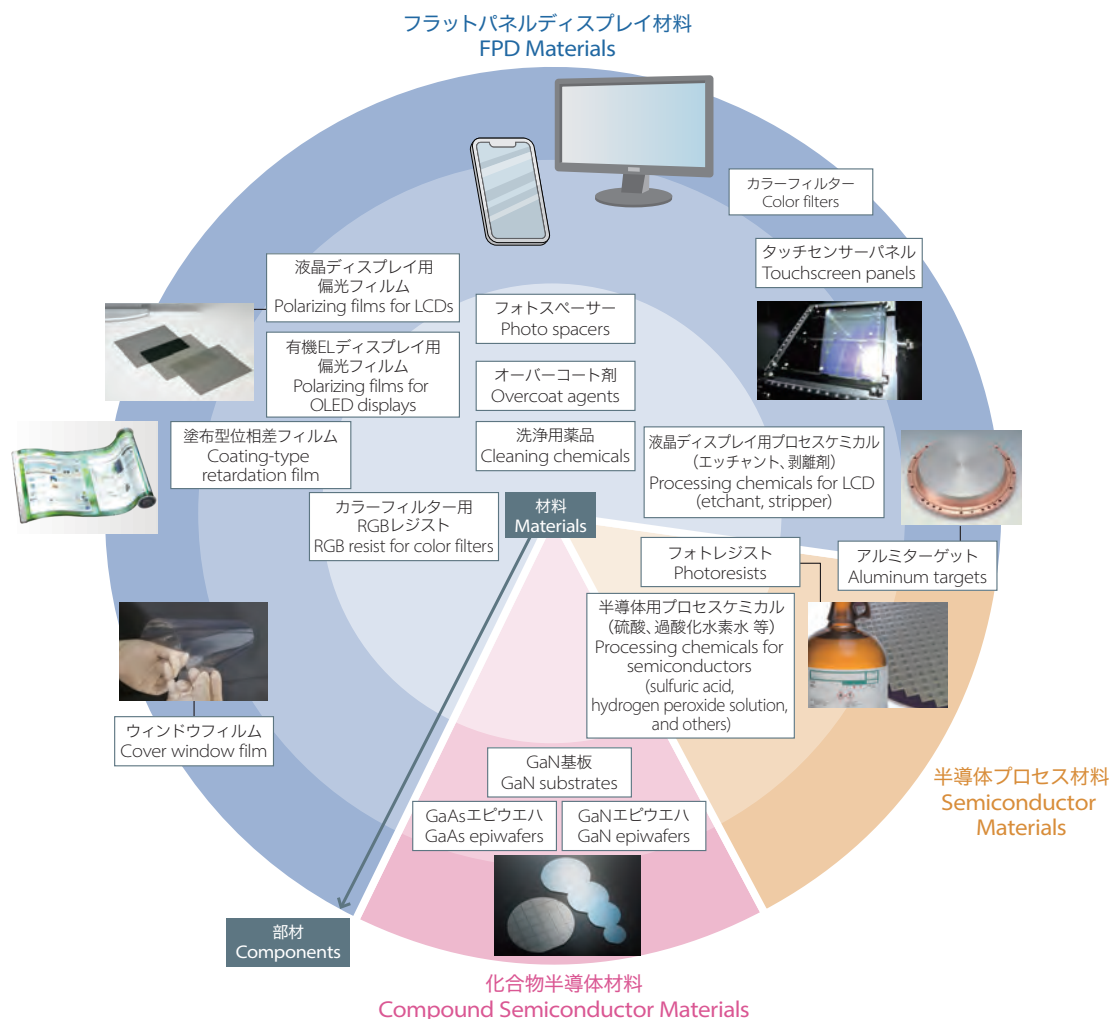 フラットパネルディスプレイ材料
FPD Materials
カラーフィルター
Color filters
タッチセンサーパネル
Touchscreen panels
液晶ディスプレイ用
偏光フィルム
Polarizing films for LCDs
フォトスペーサー
Photo spacers
有機ELディスプレイ用
偏光フィルム
Polarizing films for
OLED displays
オーバーコート剤
Overcoat agents
塗布型位相差フィルム
Coating-type
retardation film
洗浄用薬品
Cleaning chemicals
液晶ディスプレイ用プロセスケミカル
（エッチャント、剥離剤）
Processing chemicals for LCD
(etchant, stripper)
カラーフィルター用
RGBレジスト
RGB resist for color filters
材料
Materials
フォトレジスト
Photoresists
アルミターゲット
Aluminum targets
半導体用プロセスケミカル
（硫酸、過酸化水素水 等）
Processing chemicals for
semiconductors
(sulfuric acid,
hydrogen peroxide solution,
and others)
ウィンドウフィルム
Cover window film
GaN基板
GaN substrates
GaAsエピウエハ
GaAs epiwafers
GaNエピウエハ
GaN epiwafers
半導体プロセス材料
Semiconductor
Materials
部材
Components
化合物半導体材料
Compound Semiconductor Materials